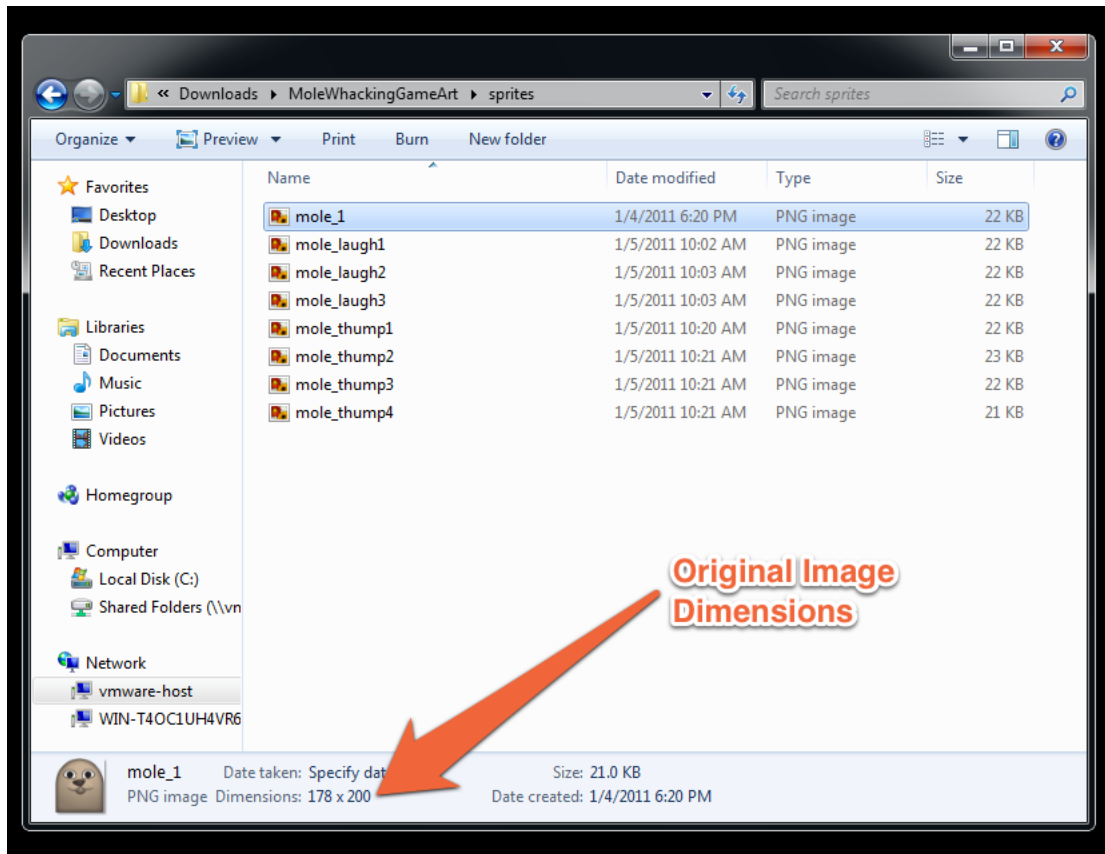 « Downloads ▸ MoleWhackingGameArt ▸ sprites
Search sprites
Organize Preview Print Burn New folder
Name Date modified Type Size
Favorites
Desktop
Downloads
Recent Places
Libraries
Documents
Music
Pictures
Videos
Homegroup
Computer
Local Disk (C:)
Shared Folders (\\vn
Network
vmware-host
WIN-T4OC1UH4VR6
mole_1 1/4/2011 6:20 PM PNG image 22 KB
mole_laugh1 1/5/2011 10:02 AM PNG image 22 KB
mole_laugh2 1/5/2011 10:03 AM PNG image 22 KB
mole_laugh3 1/5/2011 10:03 AM PNG image 22 KB
mole_thump1 1/5/2011 10:20 AM PNG image 22 KB
mole_thump2 1/5/2011 10:21 AM PNG image 23 KB
mole_thump3 1/5/2011 10:21 AM PNG image 22 KB
mole_thump4 1/5/2011 10:21 AM PNG image 21 KB
Original Image
Dimensions
mole_1 Date taken: Specify dat Size: 21.0 KB
PNG image Dimensions: 178 x 200 Date created: 1/4/2011 6:20 PM